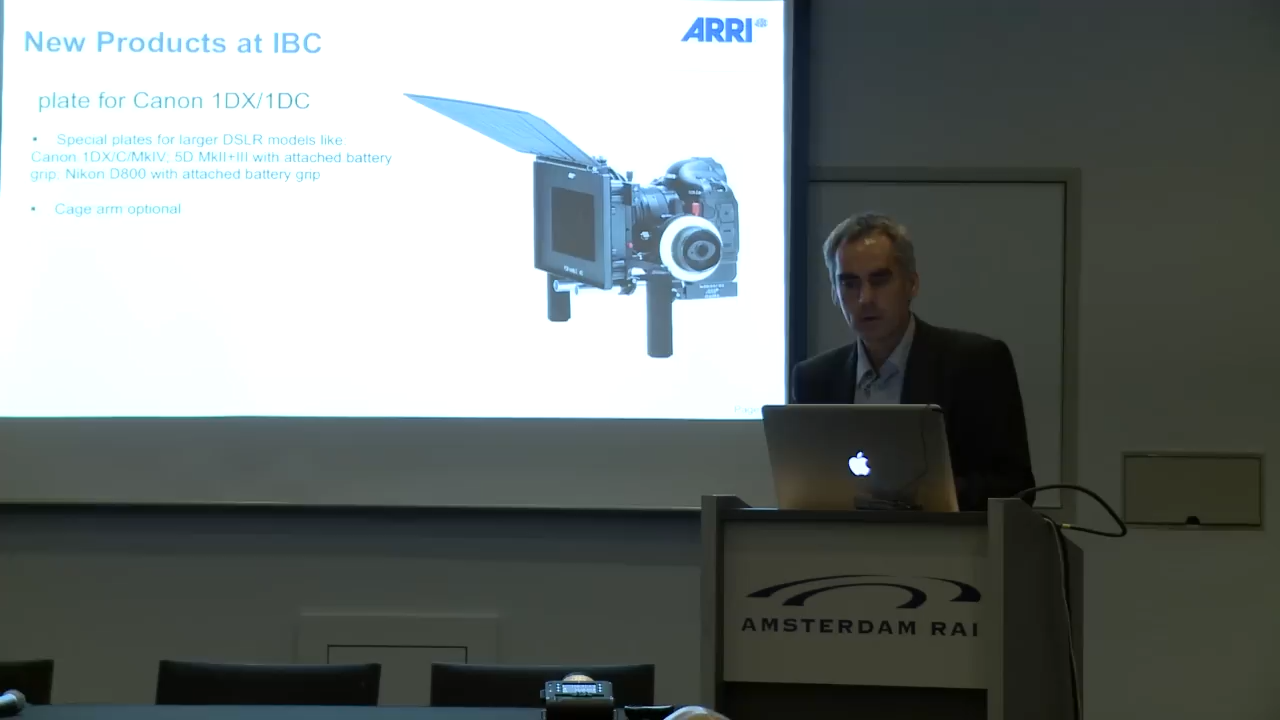 New Products at IBC
ARRI
plate for Canon 1DX/1DC
• Special plates for larger DSLR models like.
Canon 1DX/C/MkIV; 5D MkII+III with attached battery
grip; Nikon D800 with attached battery grip
• Cage arm optional
AMSTERDAM RAI